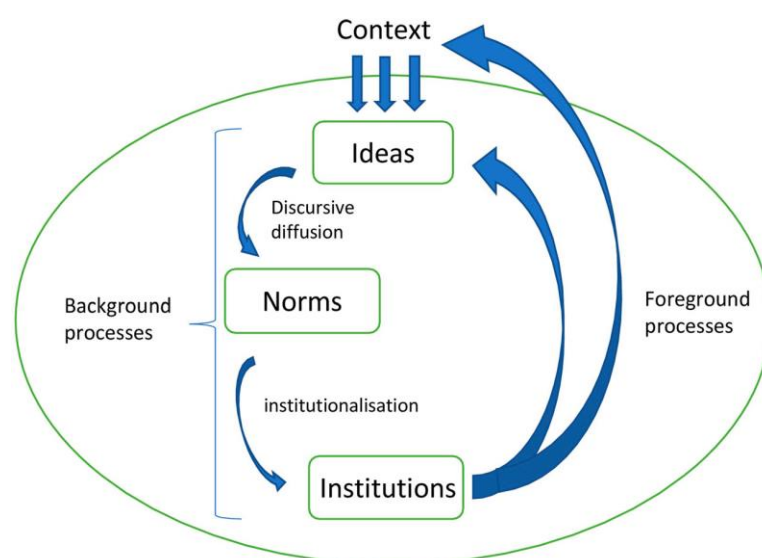 Context
Ideas
Discursive
diffusion
Norms
Background
processes
Foreground
processes
institutionalisation
Institutions